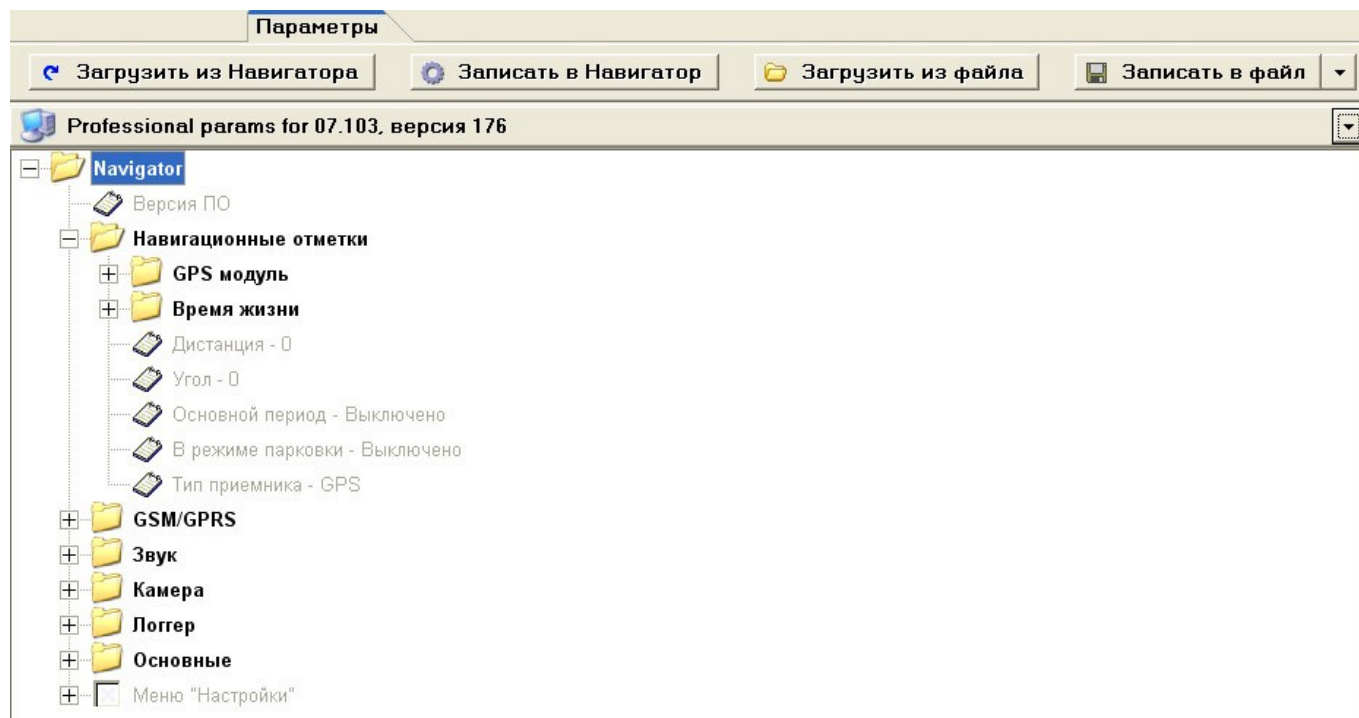 Параметры
Загрузить из Навигатора Записать в Навигатор Загрузить из файла Записать в файл
Professional params for 07.103, версия 176
Navigator
Версия ПО
Навигационные отметки
GPS модуль
Время жизни
Дистанция - 0
Угол - 0
Основной период - Выключено
В режиме парковки - Выключено
Тип приемника - GPS
GSM/GPRS
Звук
Камера
Логгер
Основные
Меню "Настройки"